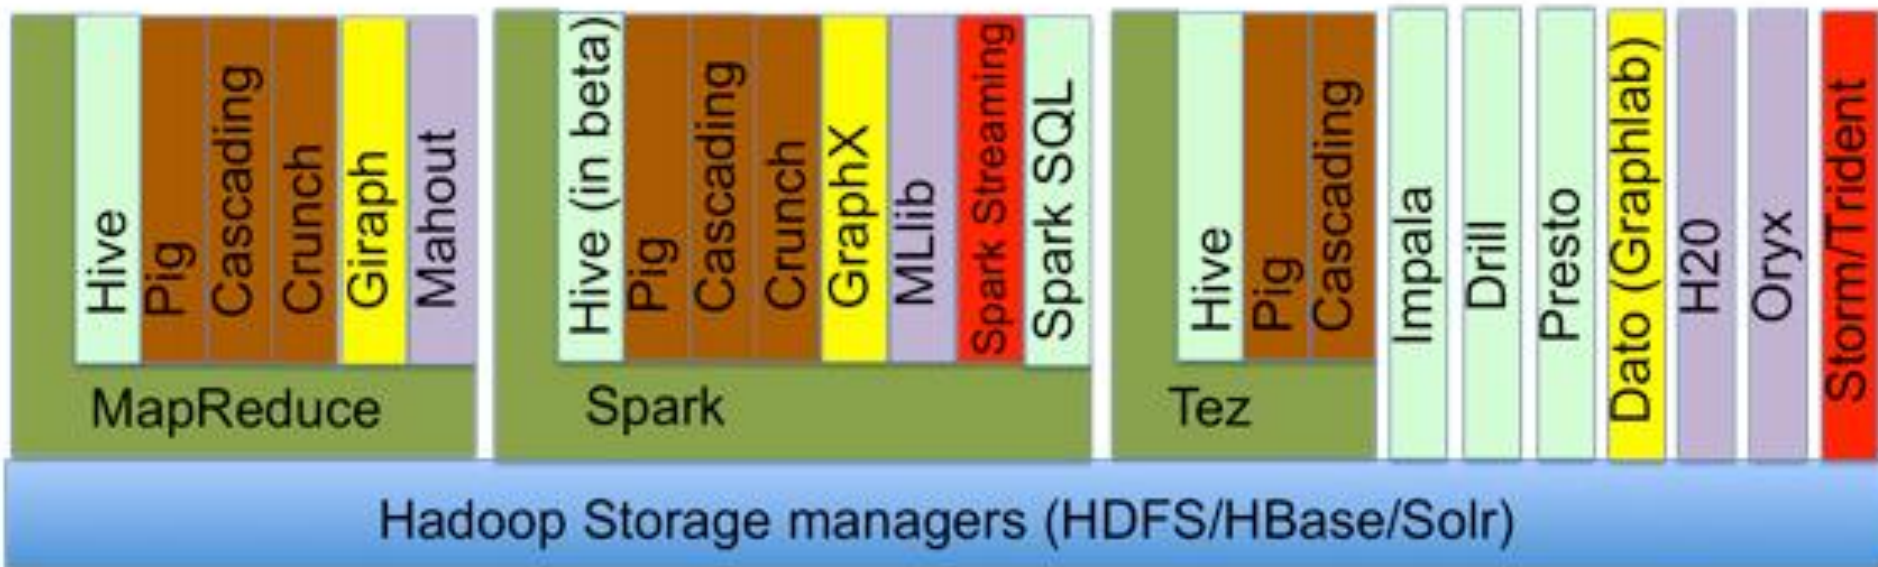 Hive
Pig
Cascading
Crunch
Giraph
Mahout
MapReduce
Hive (in beta)
Pig
Cascading
Crunch
GraphX
MLlib
Spark Streaming
Spark SQL
Spark
Hive
Pig
Cascading
Tez
Impala
Drill
Presto
Dato (Graphlab)
H20
Oryx
Storm/Trident
Hadoop Storage managers (HDFS/HBase/Solr)